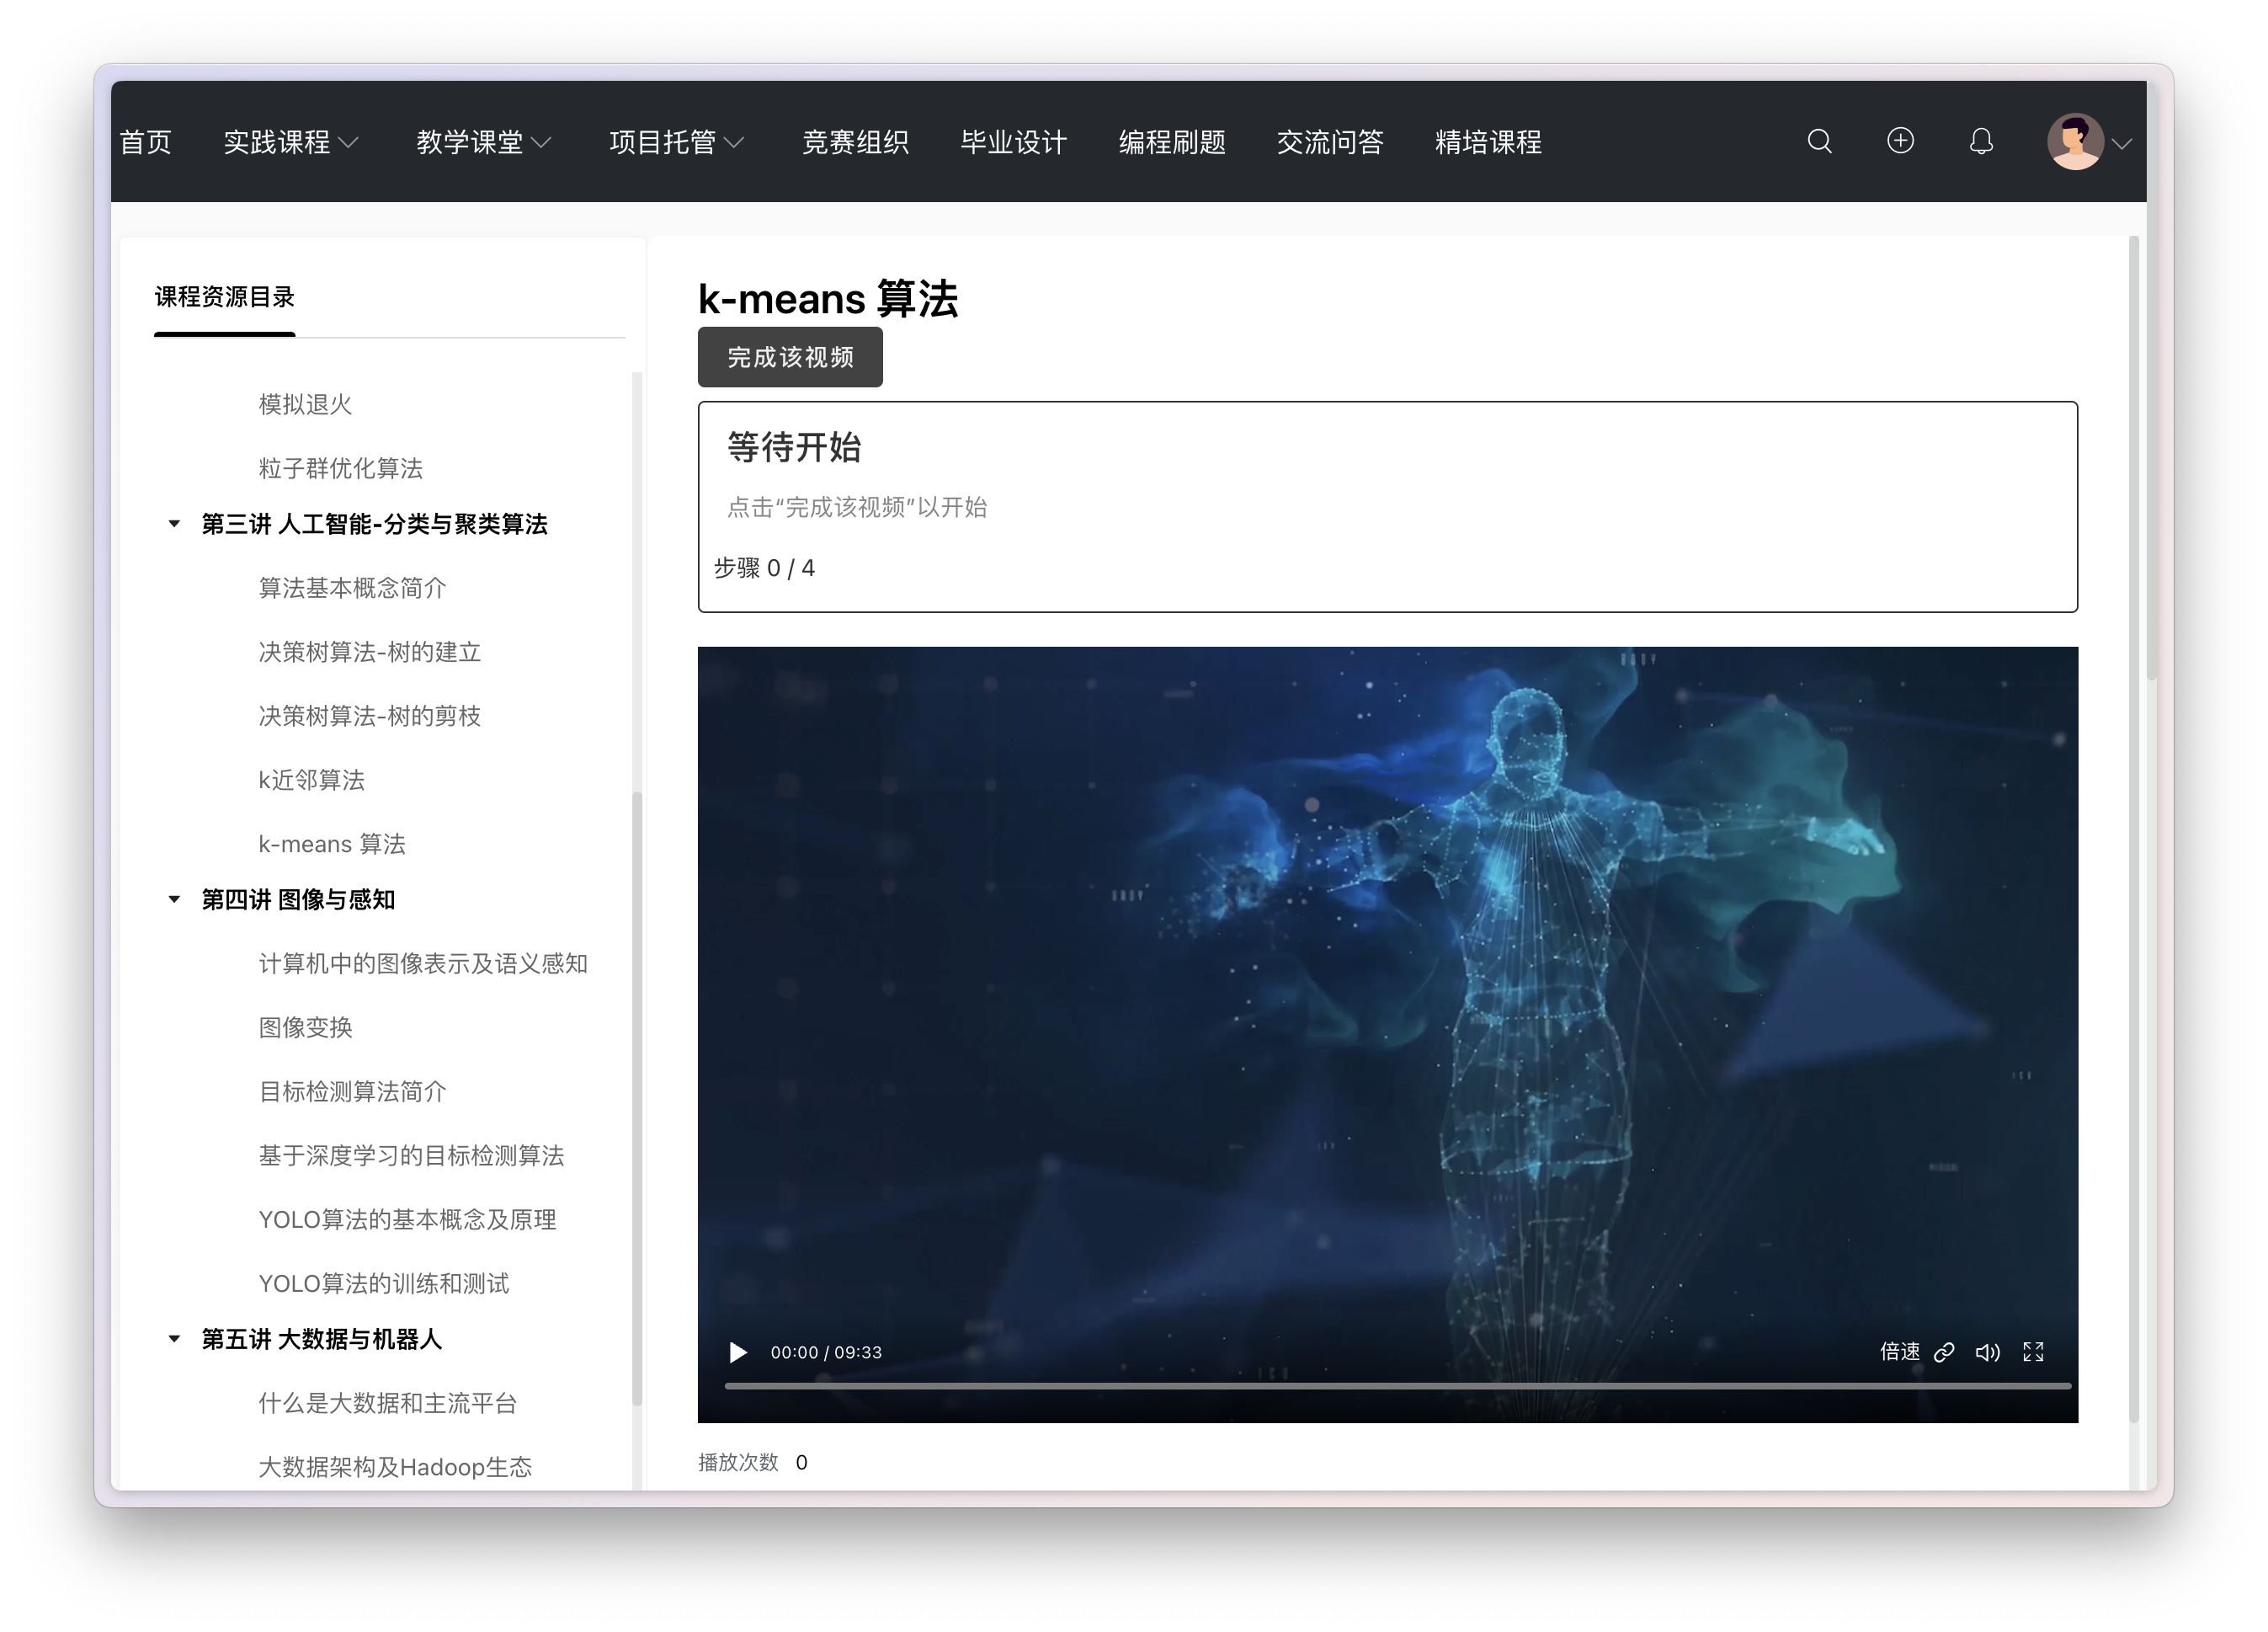 首页 实践课程 教学课堂 项目托管 竞赛组织 毕业设计 编程刷题 交流问答 精培课程
课程资源目录
模拟退火
粒子群优化算法
第三讲 人工智能-分类与聚类算法
算法基本概念简介
决策树算法-树的建立
决策树算法-树的剪枝
k近邻算法
k-means 算法
第四讲 图像与感知
计算机中的图像表示及语义感知
图像变换
目标检测算法简介
基于深度学习的目标检测算法
YOLO算法的基本概念及原理
YOLO算法的训练和测试
第五讲 大数据与机器人
什么是大数据和主流平台
大数据架构及Hadoop生态
k-means 算法
完成该视频
等待开始
点击“完成该视频”以开始
步骤 0 / 4
00:00 / 09:33
倍速
播放次数 0